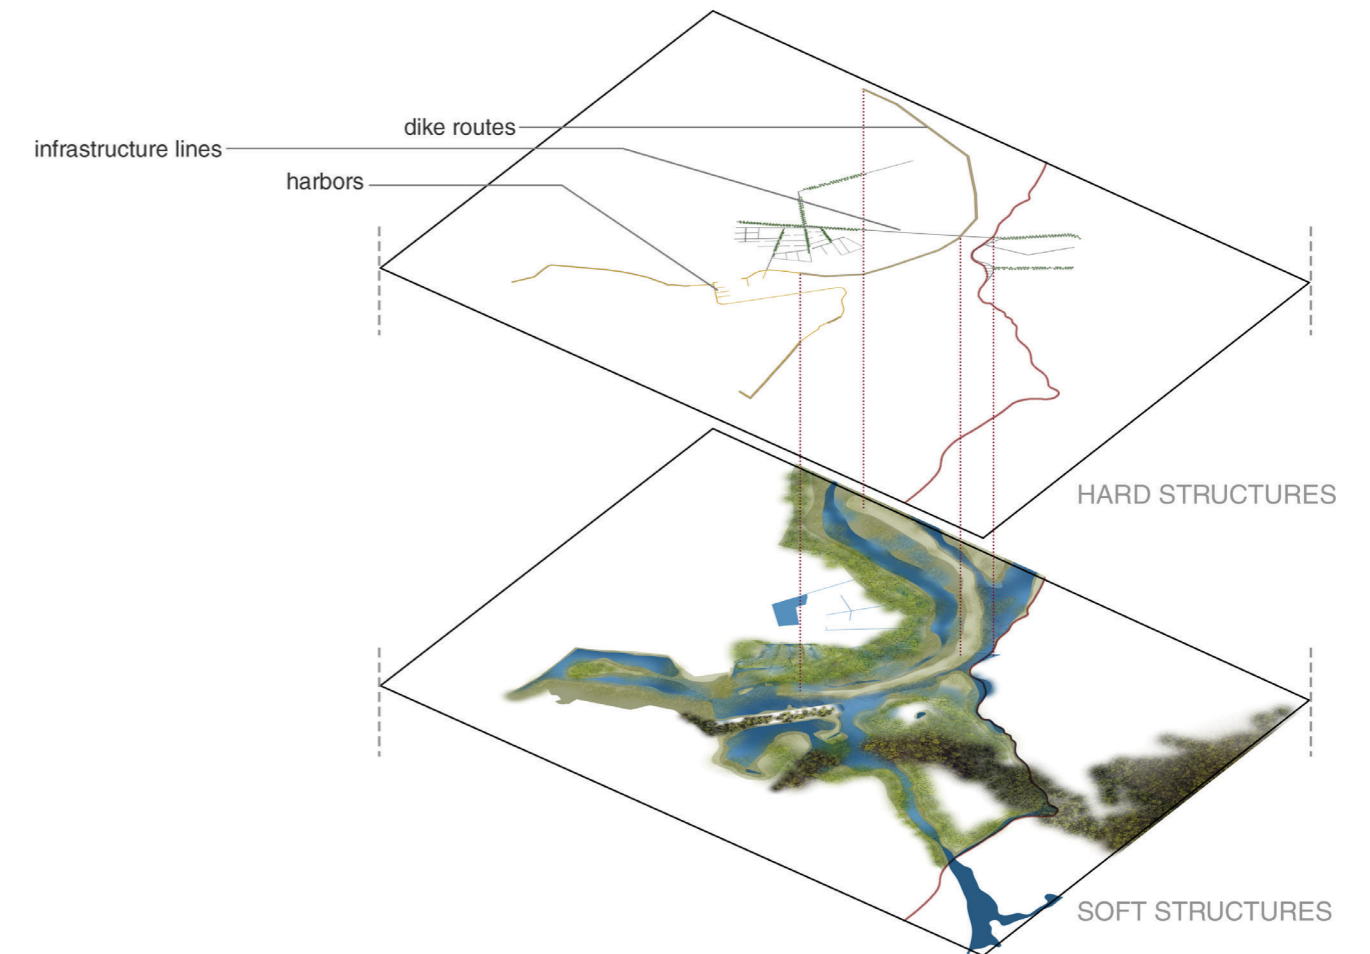 dike routes
infrastructure lines
harbors
HARD STRUCTURES
SOFT STRUCTURES